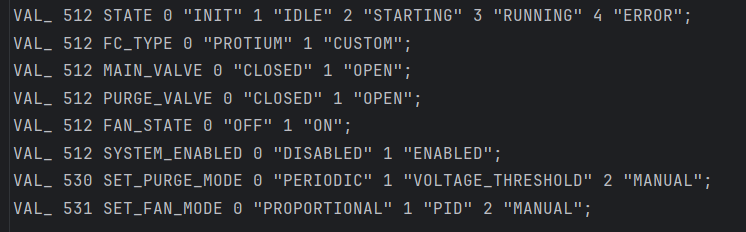 VAL_ 512 STATE 0 "INIT" 1 "IDLE" 2 "STARTING" 3 "RUNNING" 4 "ERROR";
VAL_ 512 FC_TYPE 0 "PROTIUM" 1 "CUSTOM";
VAL_ 512 MAIN_VALVE 0 "CLOSED" 1 "OPEN";
VAL_ 512 PURGE_VALVE 0 "CLOSED" 1 "OPEN";
VAL_ 512 FAN_STATE 0 "OFF" 1 "ON";
VAL_ 512 SYSTEM_ENABLED 0 "DISABLED" 1 "ENABLED";
VAL_ 530 SET_PURGE_MODE 0 "PERIODIC" 1 "VOLTAGE_THRESHOLD" 2 "MANUAL";
VAL_ 531 SET_FAN_MODE 0 "PROPORTIONAL" 1 "PID" 2 "MANUAL";